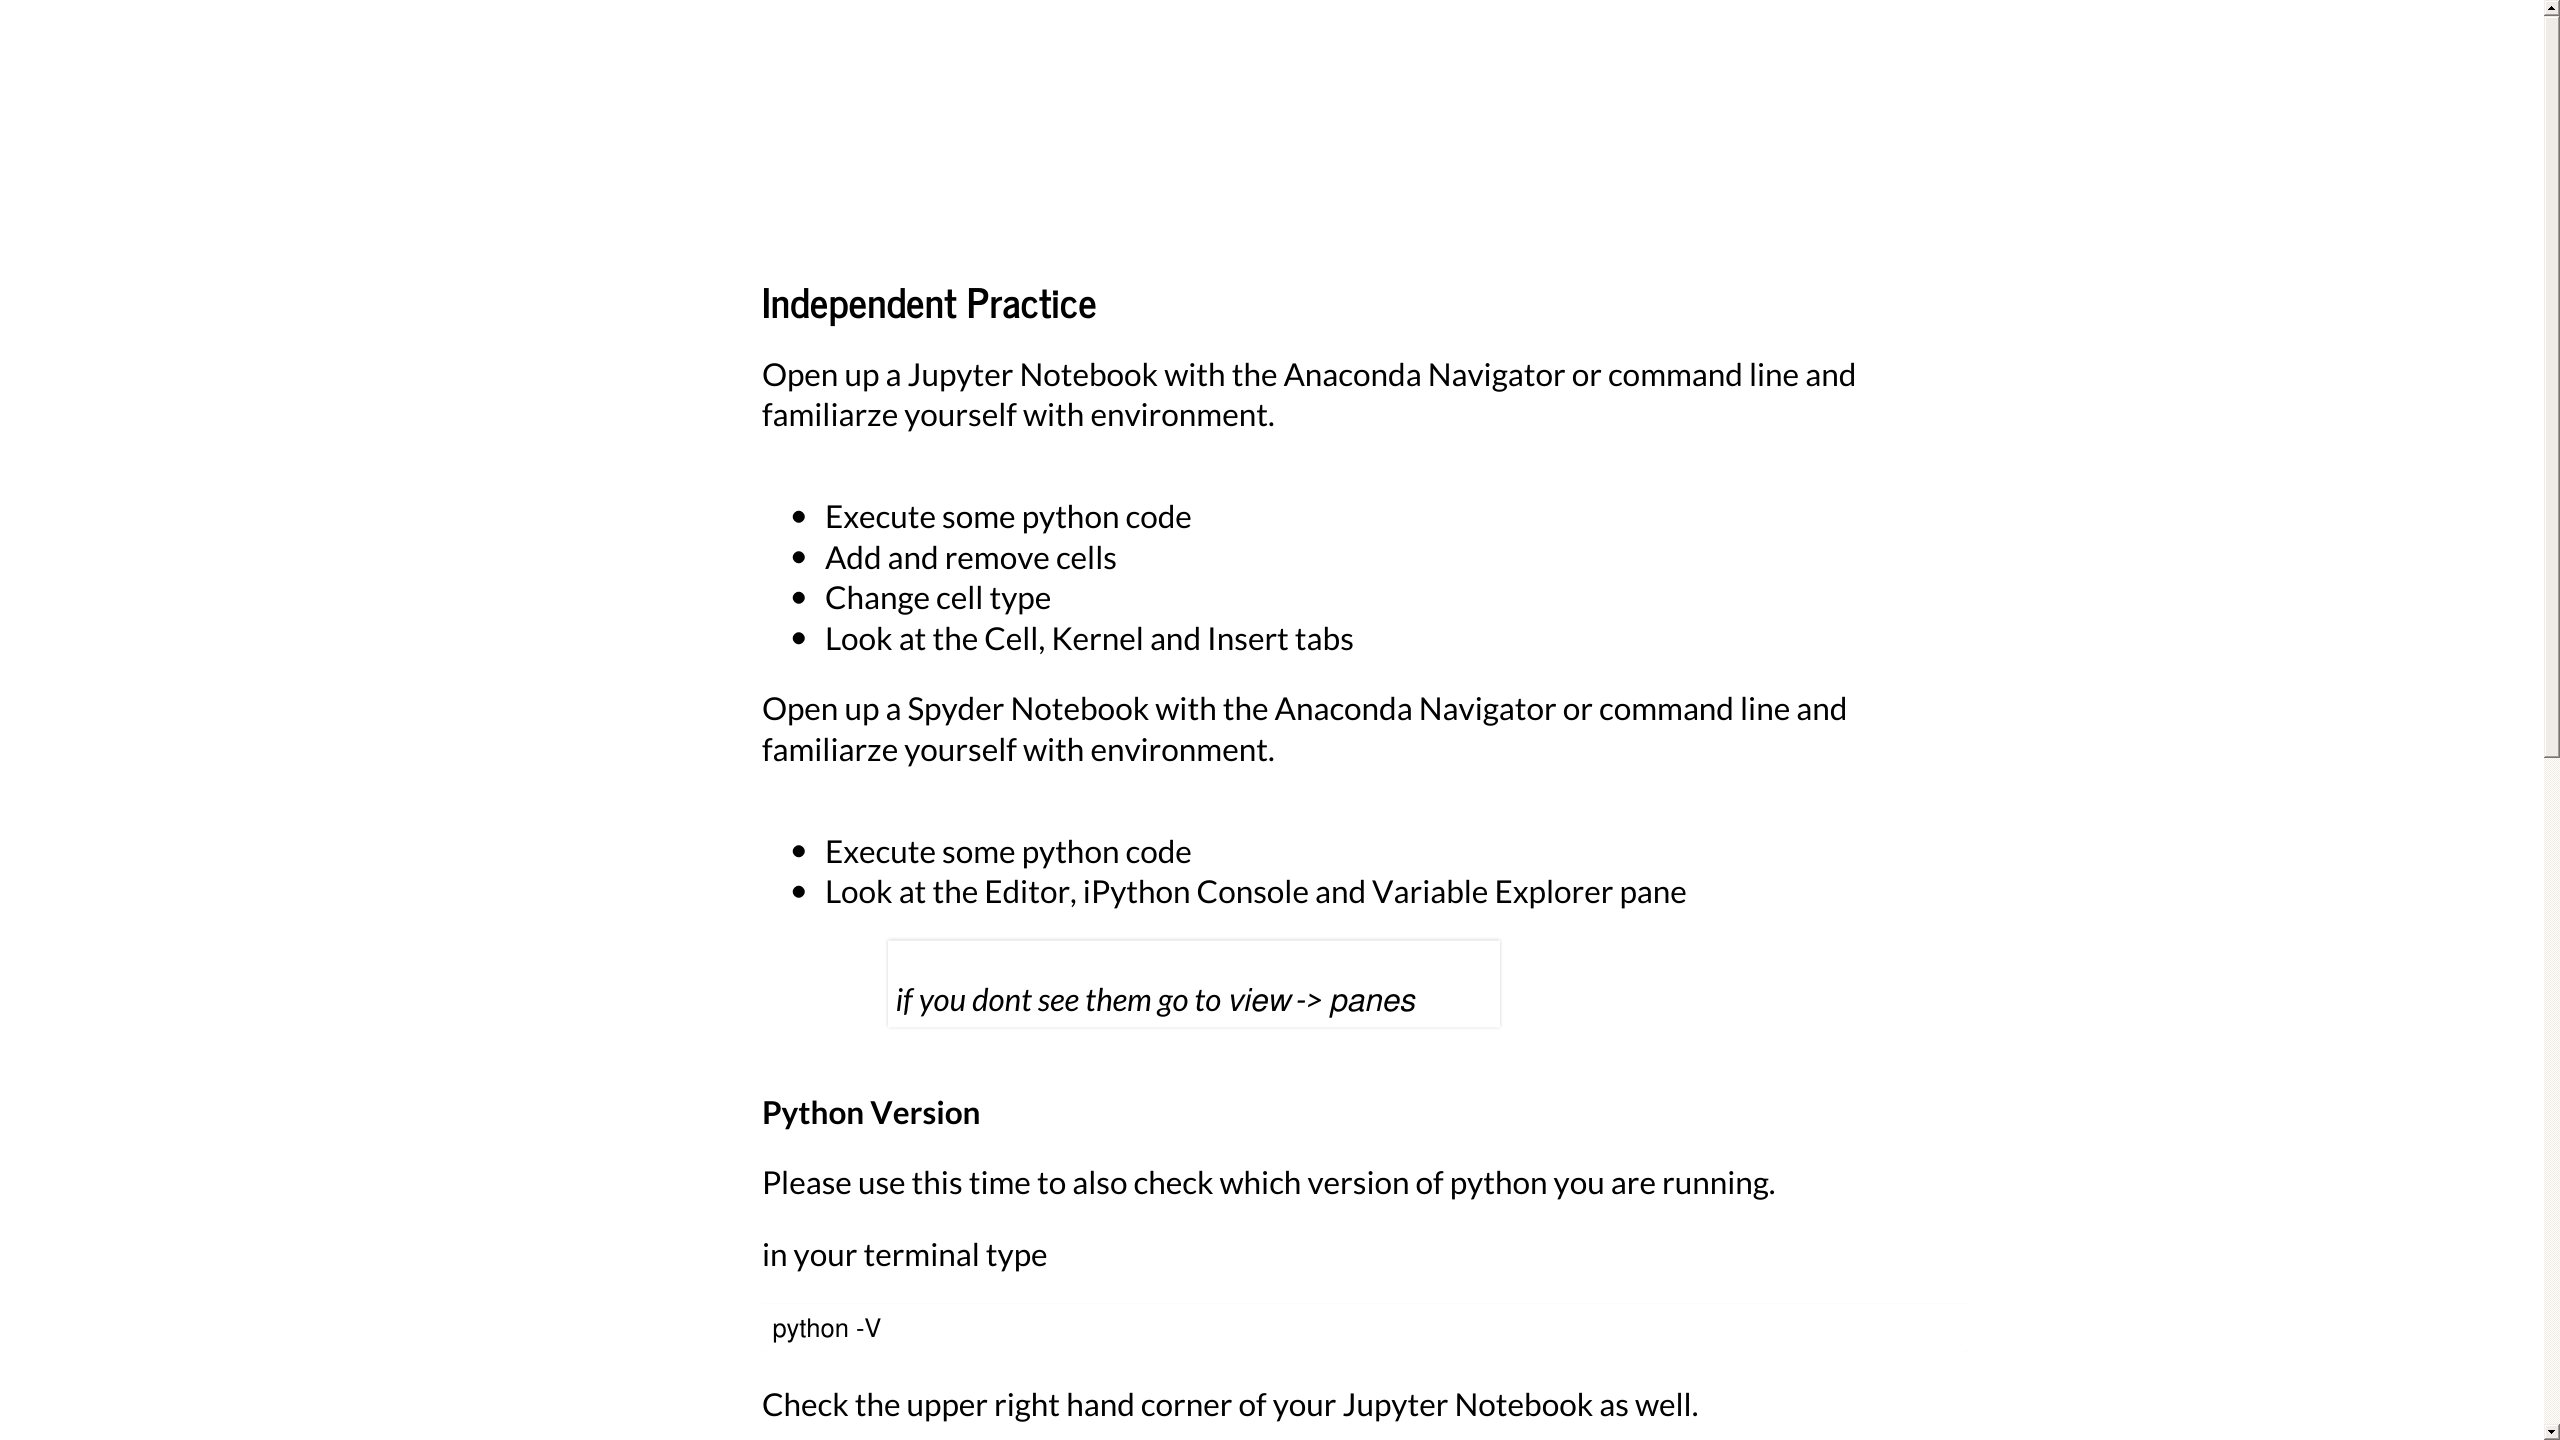 Independent Practice
Open up a Jupyter Notebook with the Anaconda Navigator or command line and
familiarze yourself with environment.
Execute some python code
Add and remove cells
Change cell type
Look at the Cell, Kernel and Insert tabs
Open up a Spyder Notebook with the Anaconda Navigator or command line and
familiarze yourself with environment.
Execute some python code
Look at the Editor, iPython Console and Variable Explorer pane
if you dont see them go to view -> panes
Python Version
Please use this time to also check which version of python you are running.
in your terminal type
python -V
Check the upper right hand corner of your Jupyter Notebook as well.